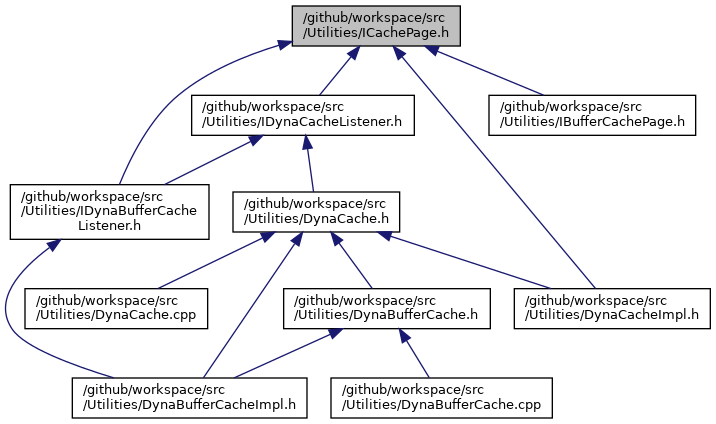 /github/workspace/src
/Utilities/ICachePage.h
/github/workspace/src
/Utilities/IDynaCacheListener.h
/github/workspace/src
/Utilities/IBufferCachePage.h
/github/workspace/src
/Utilities/IDynaBufferCache
Listener.h
/github/workspace/src
/Utilities/DynaCache.h
/github/workspace/src
/Utilities/DynaCache.cpp
/github/workspace/src
/Utilities/DynaBufferCache.h
/github/workspace/src
/Utilities/DynaCacheImpl.h
/github/workspace/src
/Utilities/DynaBufferCacheImpl.h
/github/workspace/src
/Utilities/DynaBufferCache.cpp